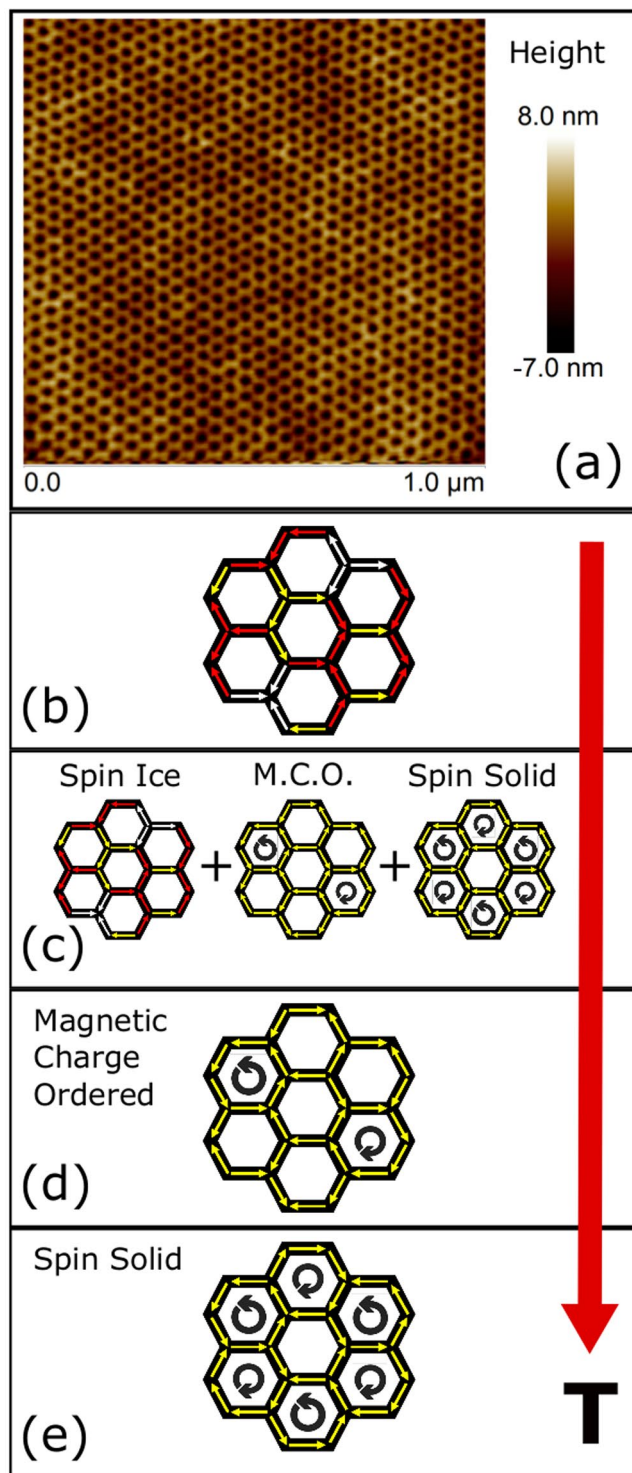 Height
8.0 nm
-7.0 nm
(a)
0.0
1.0 µm
(b)
Spin Ice
M.C.O.
Spin Solid
+
+
(c)
Magnetic
Charge
Ordered
(d)
Spin Solid
(e)
T